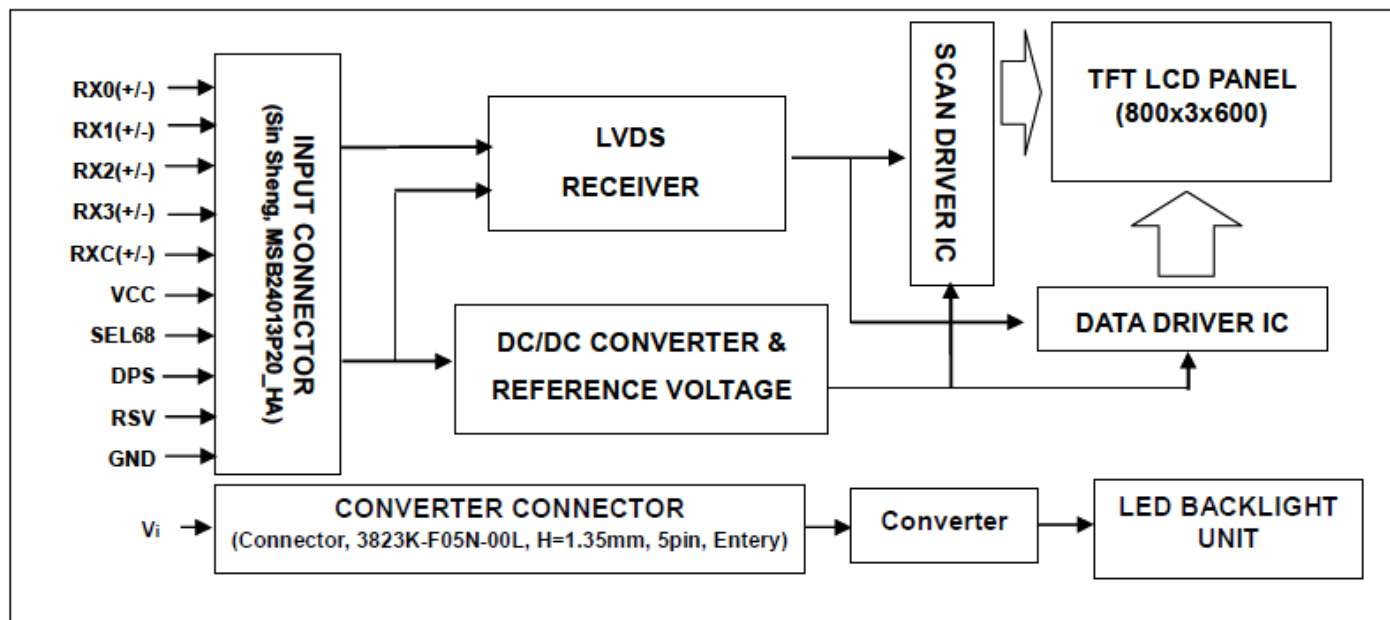 RX0(+/-)
RX1(+/-)
RX2(+/-)
RX3(+/-)
RXC(+/-)
VCC
SEL68
DPS
RSV
GND
INPUT CONNECTOR
(Sin Sheng, MSB24013P20_HA)
LVDS
RECEIVER
DC/DC CONVERTER &
REFERENCE VOLTAGE
SCAN DRIVER IC
TFT LCD PANEL
(800x3x600)
DATA DRIVER IC
Vi
CONVERTER CONNECTOR
(Connector, 3823K-F05N-00L, H=1.35mm, 5pin, Entery)
Converter
LED BACKLIGHT
UNIT